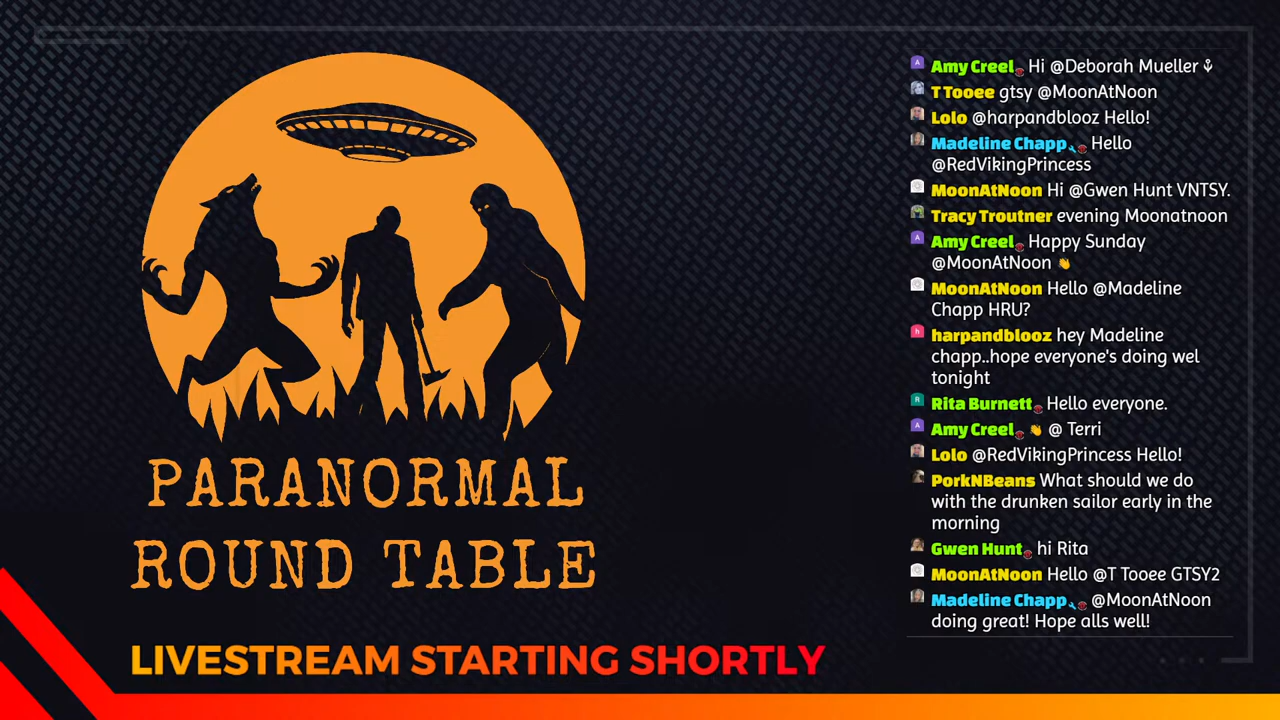 PARANORMAL
ROUND TABLE
LIVESTREAM STARTING SHORTLY
Amy Creel Hi @Deborah Mueller
T Tooee gtsy @MoonAtNoon
Lolo @harpandblooz Hello!
Madeline Chapp Hello
@RedVikingPrincess
MoonAtNoon Hi @Gwen Hunt VNTSY.
Tracy Troutner evening Moonatnoon
Amy Creel Happy Sunday
@MoonAtNoon 👋
MoonAtNoon Hello @Madeline
Chapp HRU?
harpandblooz hey Madeline
chapp..hope everyone's doing wel
tonight
Rita Burnett Hello everyone.
Amy Creel 👋 @ Terri
Lolo @RedVikingPrincess Hello!
PorkNBeans What should we do
with the drunken sailor early in the
morning
Gwen Hunt hi Rita
MoonAtNoon Hello @T Tooee GTSY2
Madeline Chapp @MoonAtNoon
doing great! Hope alls well!